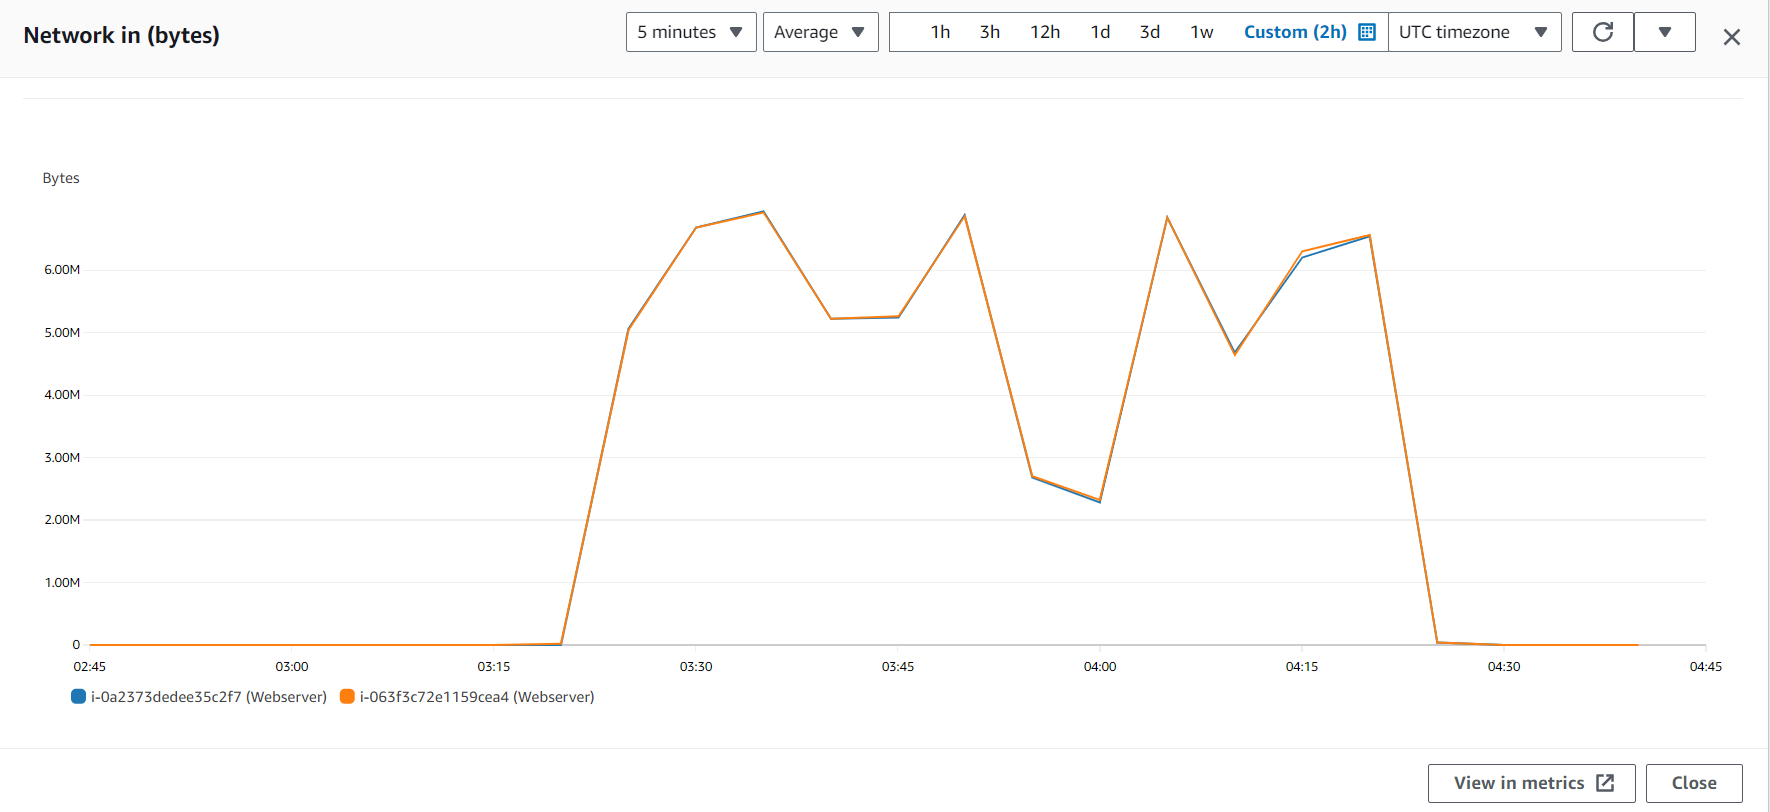 Network in (bytes)
5 minutes Average 1h 3h 12h 1d 3d 1w Custom (2h) UTC timezone
Bytes
6.00M
5.00M
4.00M
3.00M
2.00M
1.00M
0
02:45 03:00 03:15 03:30 03:45 04:00 04:15 04:30 04:45
i-0a2373dedee35c2f7 (Webserver) i-063f3c72e1159cea4 (Webserver)
View in metrics Close